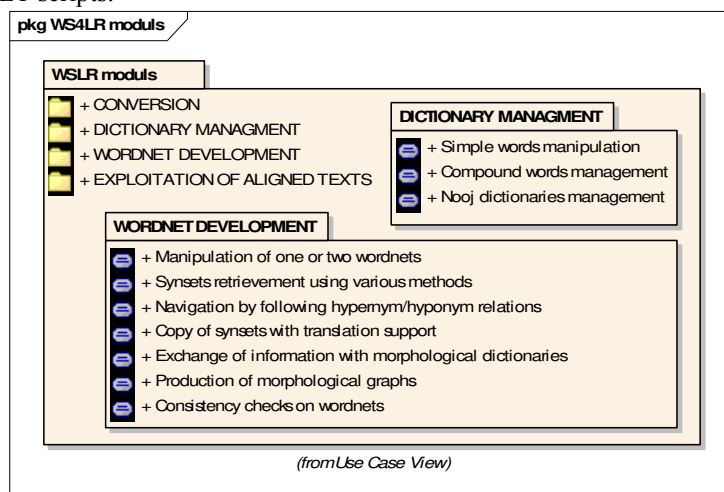 pkg WS4LR moduls
WSLR moduls
+ CONVERSION
+ DICTIONARY MANAGMENT
+ WORDNET DEVELOPMENT
+ EXPLOITATION OF ALIGNED TEXTS
DICTIONARY MANAGMENT
+ Simple words manipulation
+ Compound words management
+ Nooj dictionaries management
WORDNET DEVELOPMENT
+ Manipulation of one or two wordnets
+ Synsets retrievement using various methods
+ Navigation by following hypernym/hyponym relations
+ Copy of synsets with translation support
+ Exchange of information with morphological dictionaries
+ Production of morphological graphs
+ Consistency checks on wordnets
(from Use Case View)